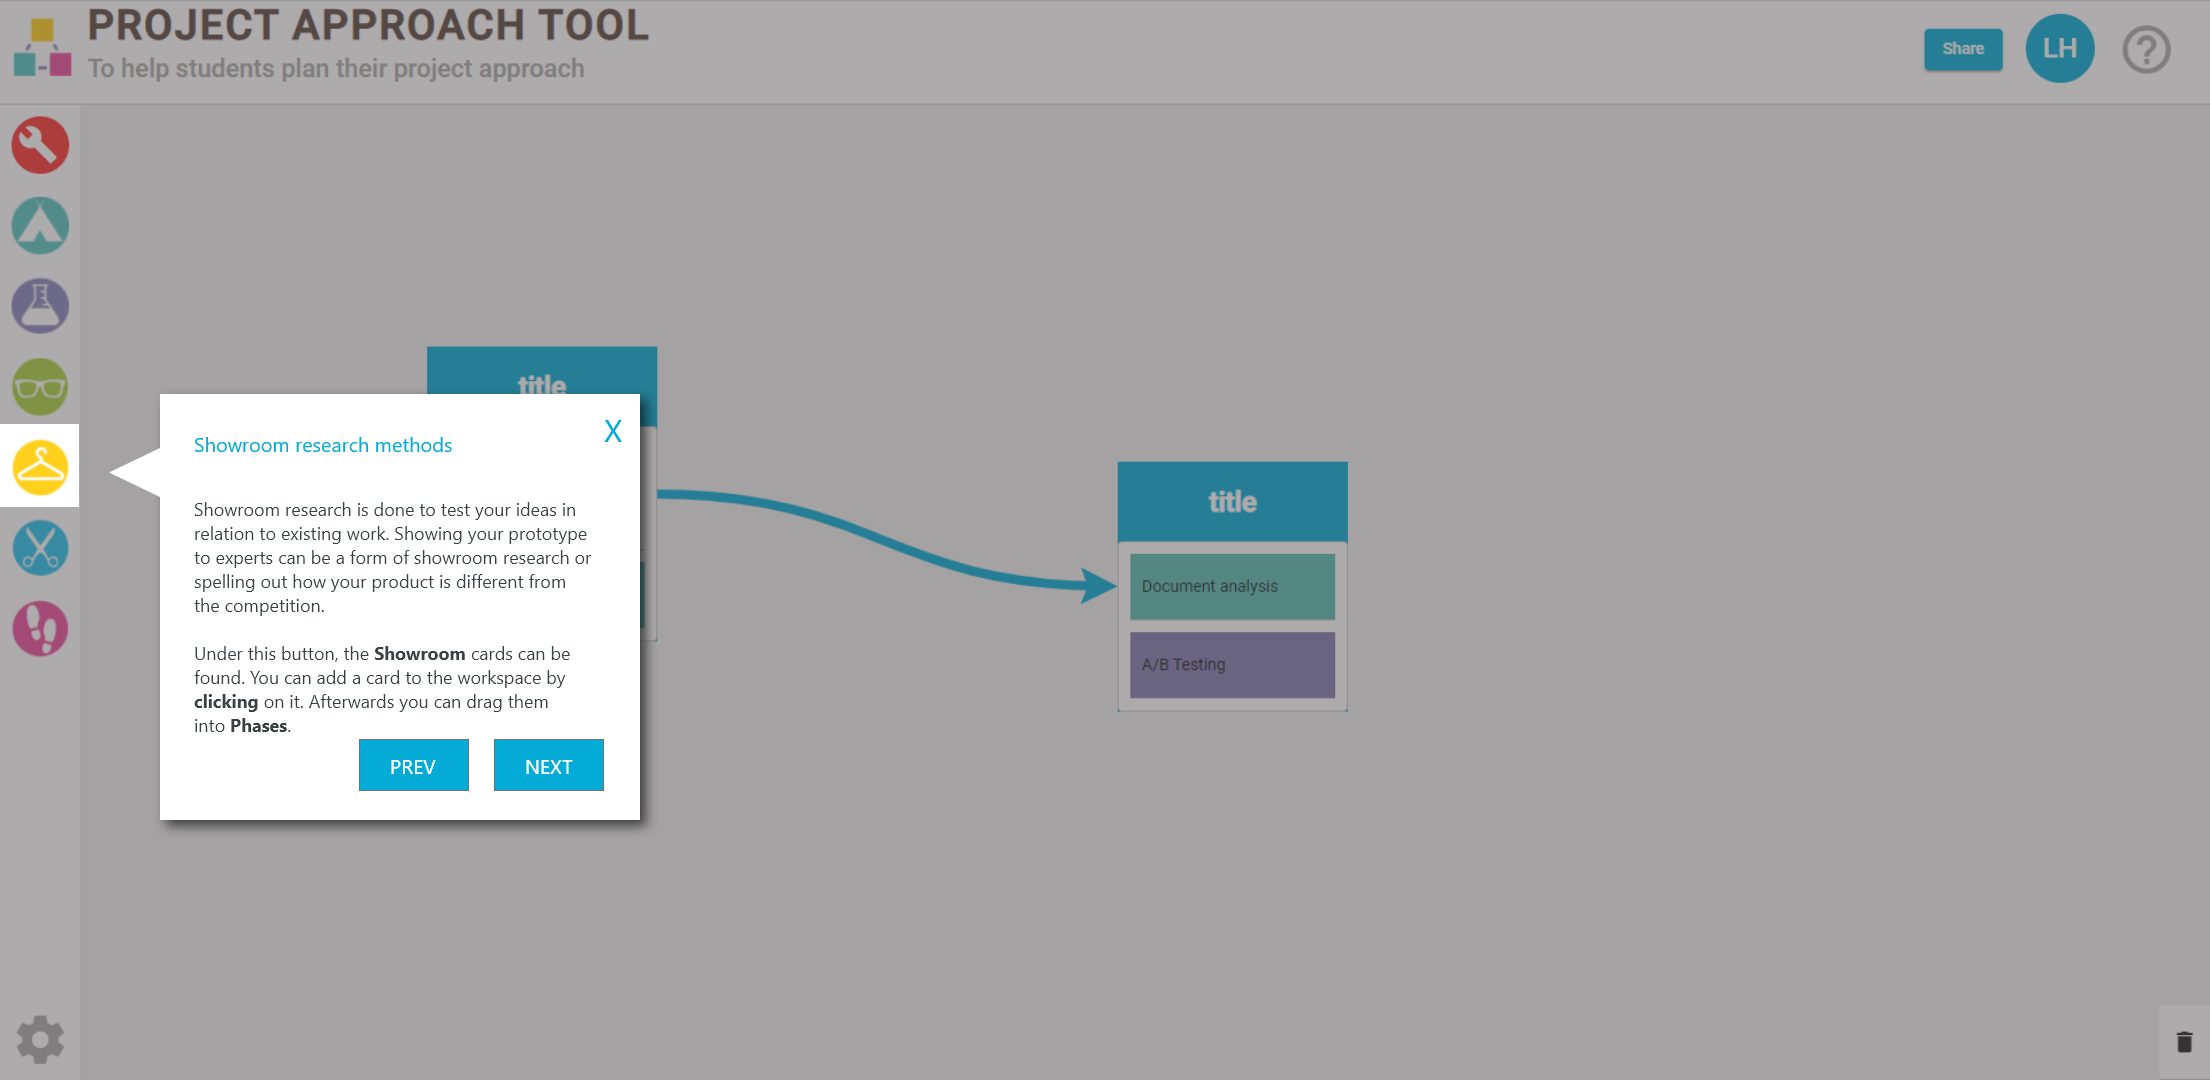 PROJECT APPROACH TOOL
To help students plan their project approach
Share
LH
?
title
Showroom research methods
X
Showroom research is done to test your ideas in
relation to existing work. Showing your prototype
to experts can be a form of showroom research or
spelling out how your product is different from
the competition.
Under this button, the Showroom cards can be
found. You can add a card to the workspace by
clicking on it. Afterwards you can drag them
into Phases.
PREV
NEXT
title
Document analysis
A/B Testing